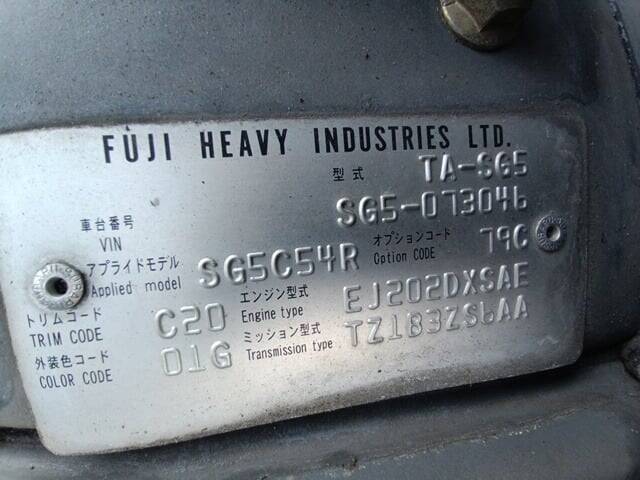 FUJI HEAVY INDUSTRIES LTD.
型式 TA-SG5
車台番号 VIN SG5-073046
アプライドモデル Applied model SG5C54R オプションコード Option CODE 79C
トリムコード TRIM CODE C20 エンジン型式 Engine type EJ202DXSAE
外装色コード COLOR CODE 01G ミッション型式 Transmission type TZ1B3ZS6AA